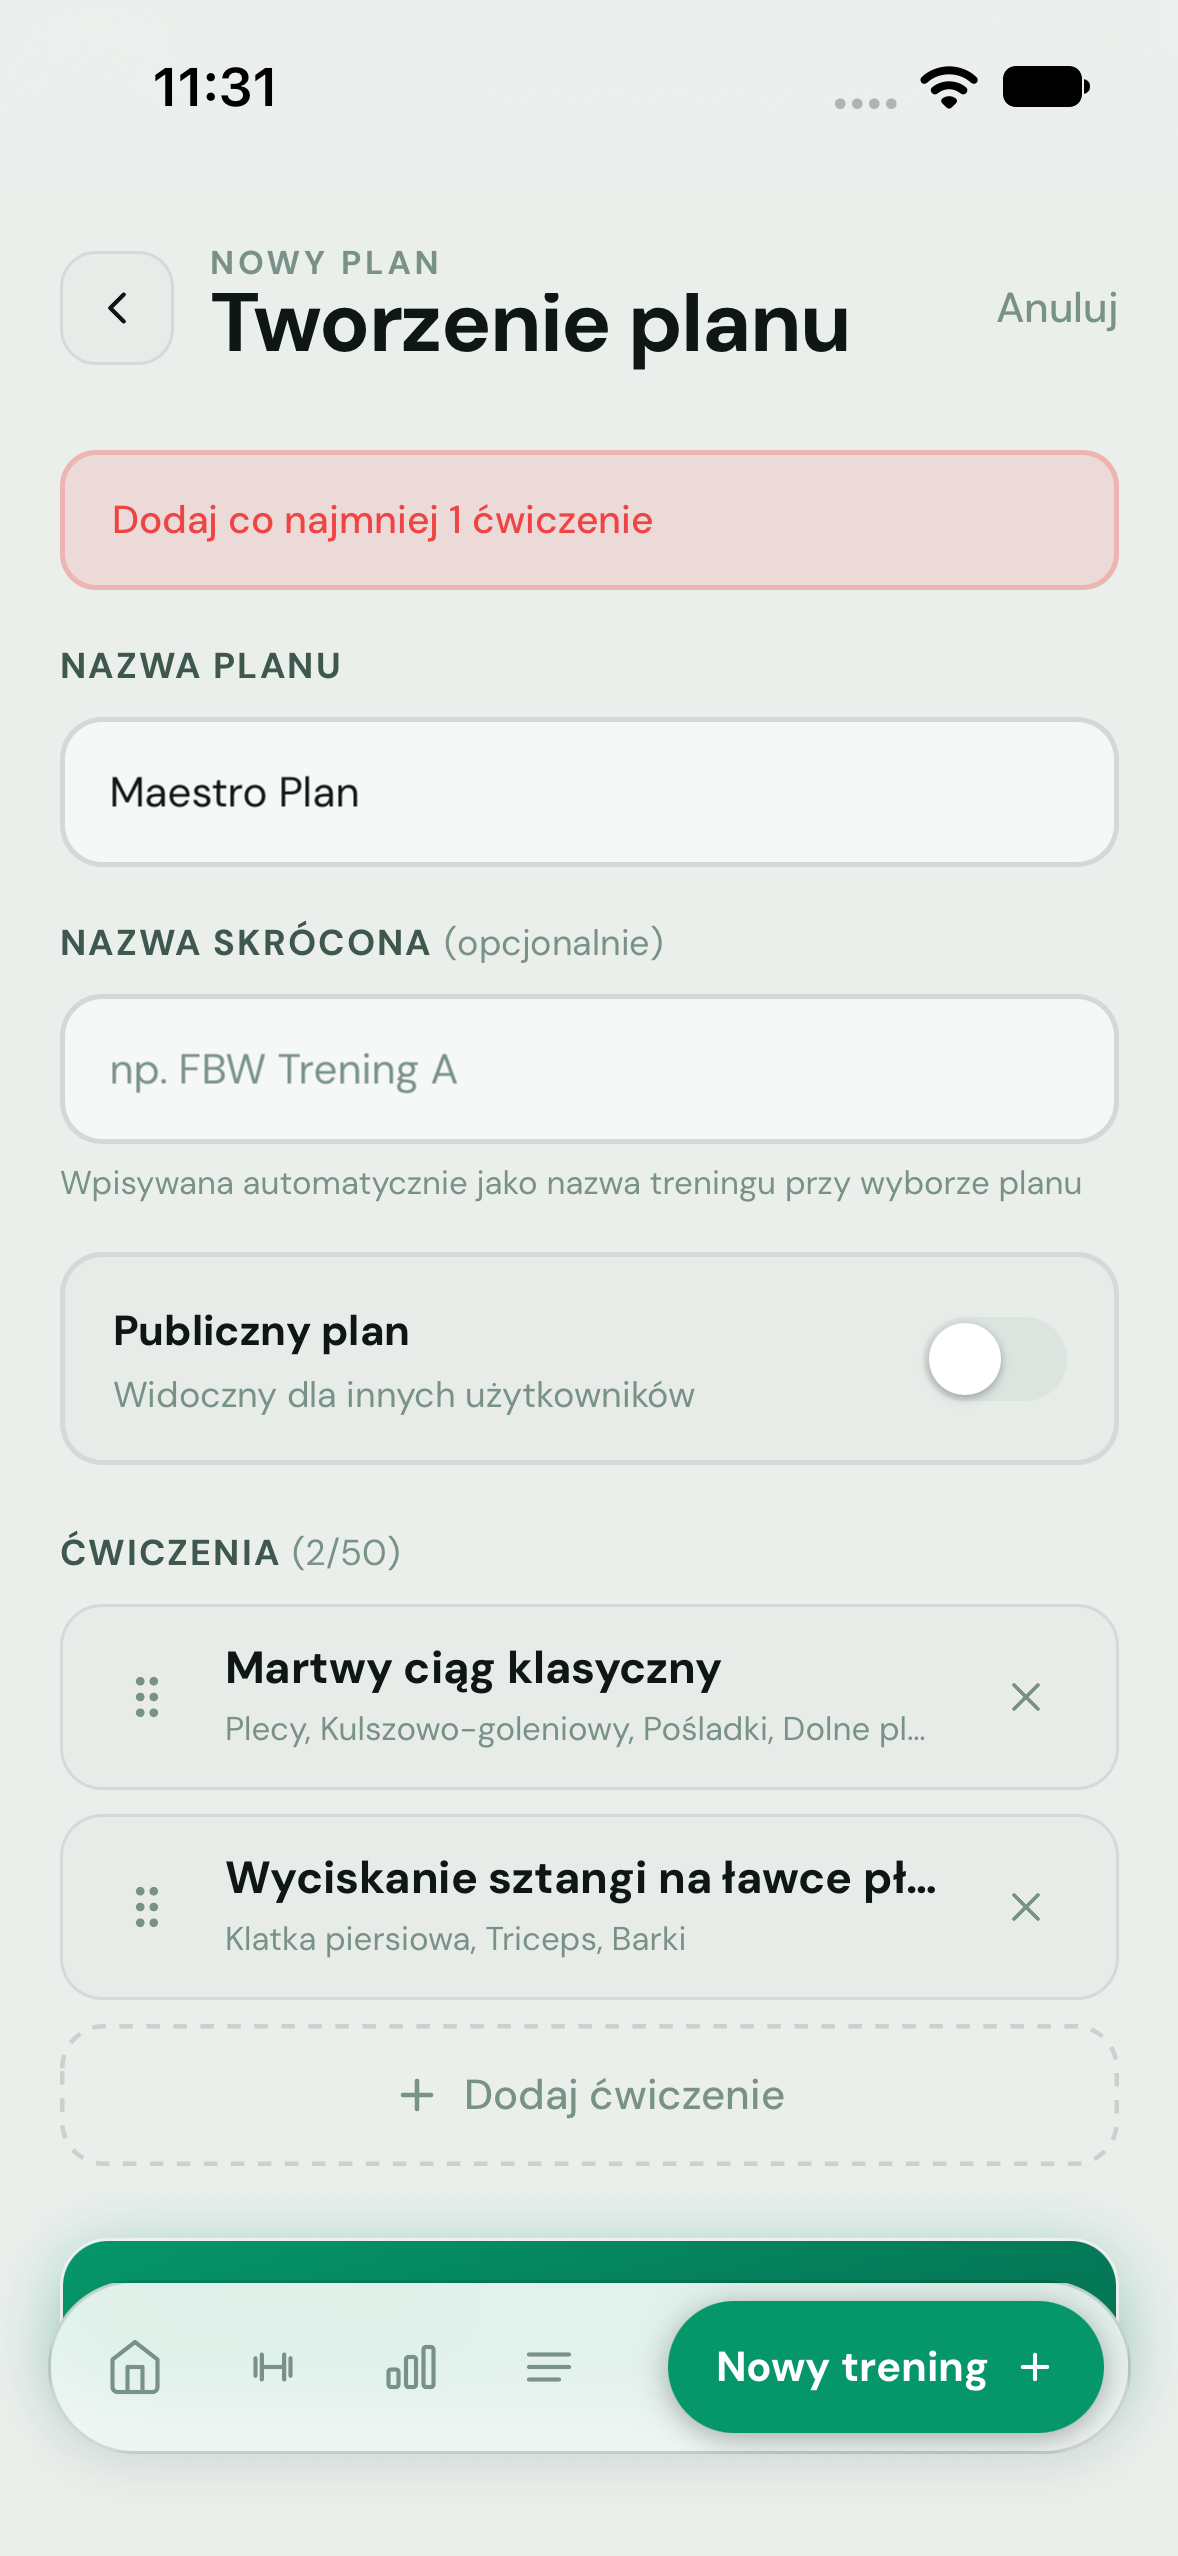 11:31
NOWY PLAN
Tworzenie planu
Anuluj
Dodaj co najmniej 1 ćwiczenie
NAZWA PLANU
Maestro Plan
NAZWA SKRÓCONA (opcjonalnie)
np. FBW Trening A
Wpisywana automatycznie jako nazwa treningu przy wyborze planu
Publiczny plan
Widoczny dla innych użytkowników
ĆWICZENIA (2/50)
Martwy ciąg klasyczny
Plecy, Kulszowo-goleniowy, Pośladki, Dolne pl...
Wyciskanie sztangi na ławce pł...
Klatka piersiowa, Triceps, Barki
+ Dodaj ćwiczenie
Nowy trening +